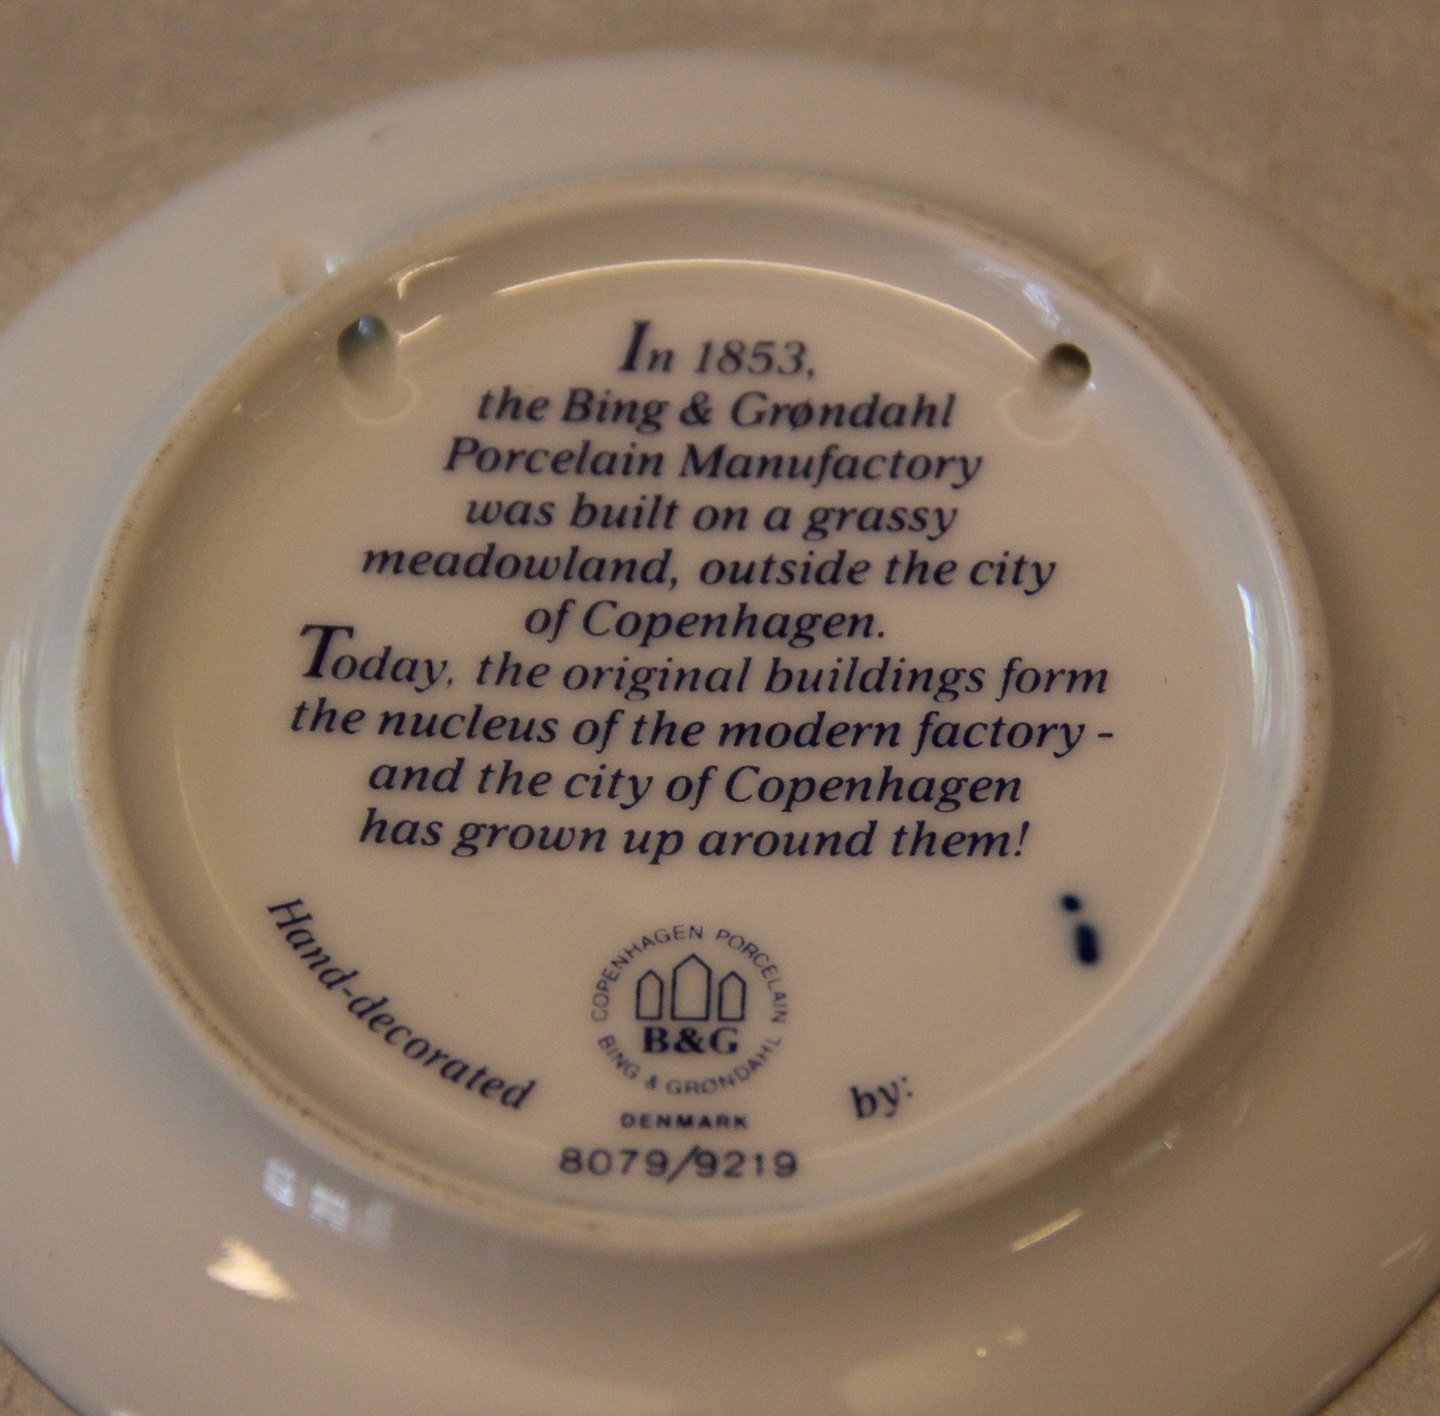 In 1853,
the Bing & Grøndahl
Porcelain Manufactory
was built on a grassy
meadowland, outside the city
of Copenhagen.
Today, the original buildings form
the nucleus of the modern factory -
and the city of Copenhagen
has grown up around them!
Hand-decorated
COPENHAGEN PORCELAIN
B&G
BING & GRØNDAHL
DENMARK
by:
8079/9219